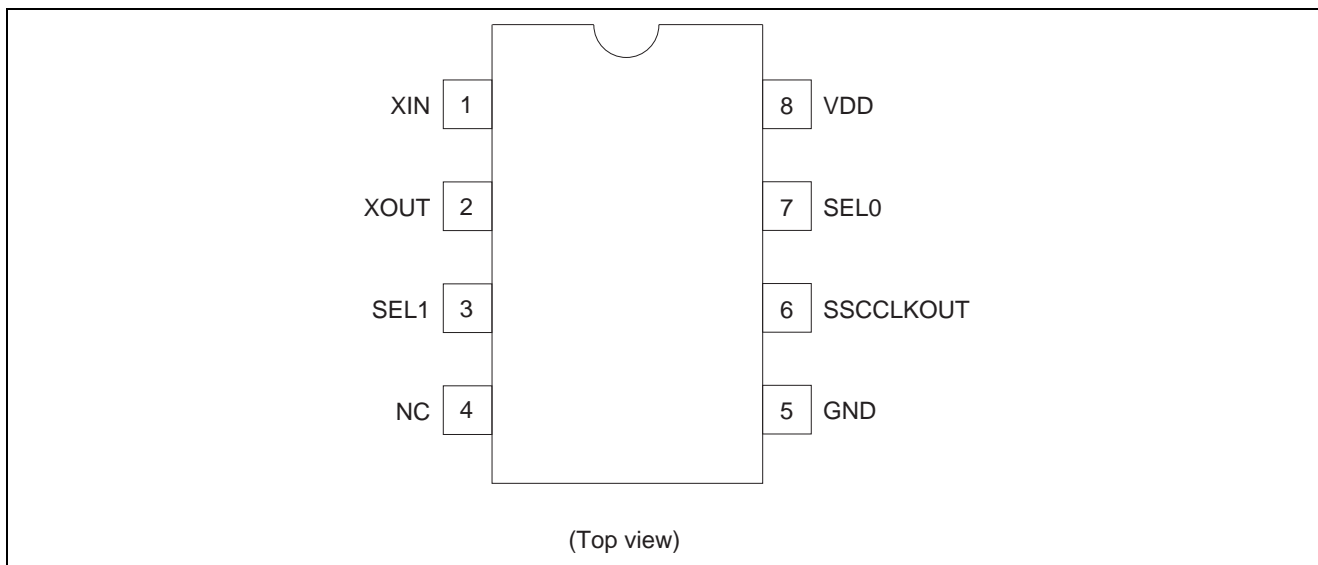 XIN 1 8 VDD
XOUT 2 7 SEL0
SEL1 3 6 SSCCLKOUT
NC 4 5 GND
(Top view)